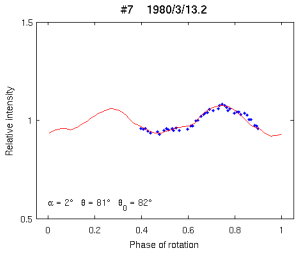 #7 1980/3/13.2
1.5
1
0.5
Relative intensity
α = 2° θ = 81° θ₀ = 82°
0 0.2 0.4 0.6 0.8 1
Phase of rotation